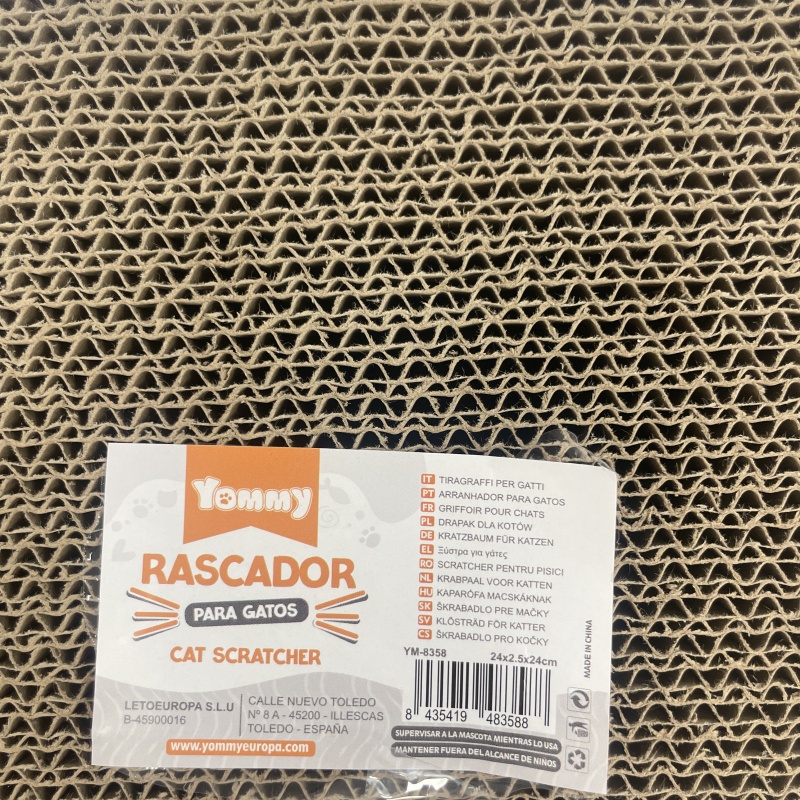 Yommy
RASCADOR
PARA GATOS
CAT SCRATCHER
LETOEUROPA S.L.U
B-45900016
CALLE NUEVO TOLEDO
Nº 8 A - 45200 - ILLESCAS
TOLEDO - ESPAÑA
www.yommyeuropa.com
IT TIRAGRAFFI PER GATTI
PT ARRANHADOR PARA GATOS
FR GRIFFOIR POUR CHATS
PL DRAPAK DLA KOTÓW
DE KRATZBAUM FÜR KATZEN
EL Ξύστρα για γάτες
RO SCRATCHER PENTRU PISICI
NL KRABPAAL VOOR KATTEN
HU KAPARÓFA MACSKÁKNAK
SK ŠKRABADLO PRE MAČKY
SV KLÖSTRÄD FÖR KATTER
CS ŠKRABADLO PRO KOČKY
YM-8358 24x2.5x24cm
8 435419 483588
MADE IN CHINA
SUPERVISAR A LA MASCOTA MIENTRAS LO USA
MANTENER FUERA DEL ALCANCE DE NIÑOS